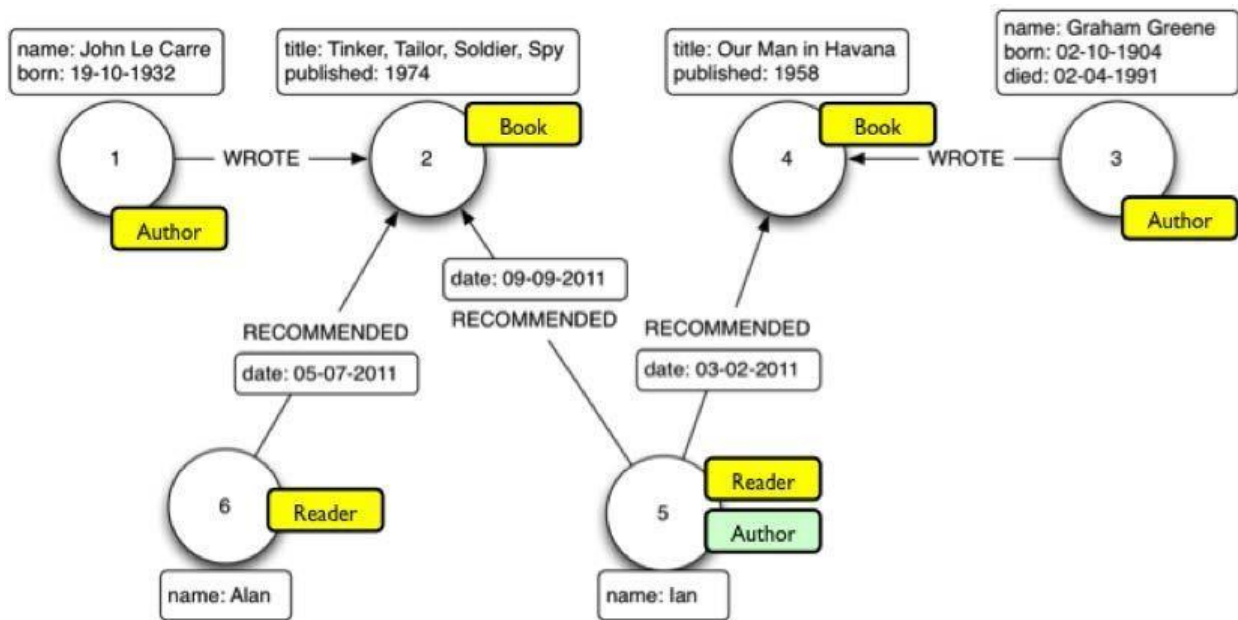 name: John Le Carre
born: 19-10-1932
title: Tinker, Tailor, Soldier, Spy
published: 1974
title: Our Man in Havana
published: 1958
name: Graham Greene
born: 02-10-1904
died: 02-04-1991
1
WROTE
2
Book
4
Book
WROTE
3
Author
Author
date: 09-09-2011
RECOMMENDED
RECOMMENDED
date: 05-07-2011
RECOMMENDED
date: 03-02-2011
6
Reader
5
Reader
Author
name: Alan
name: Ian